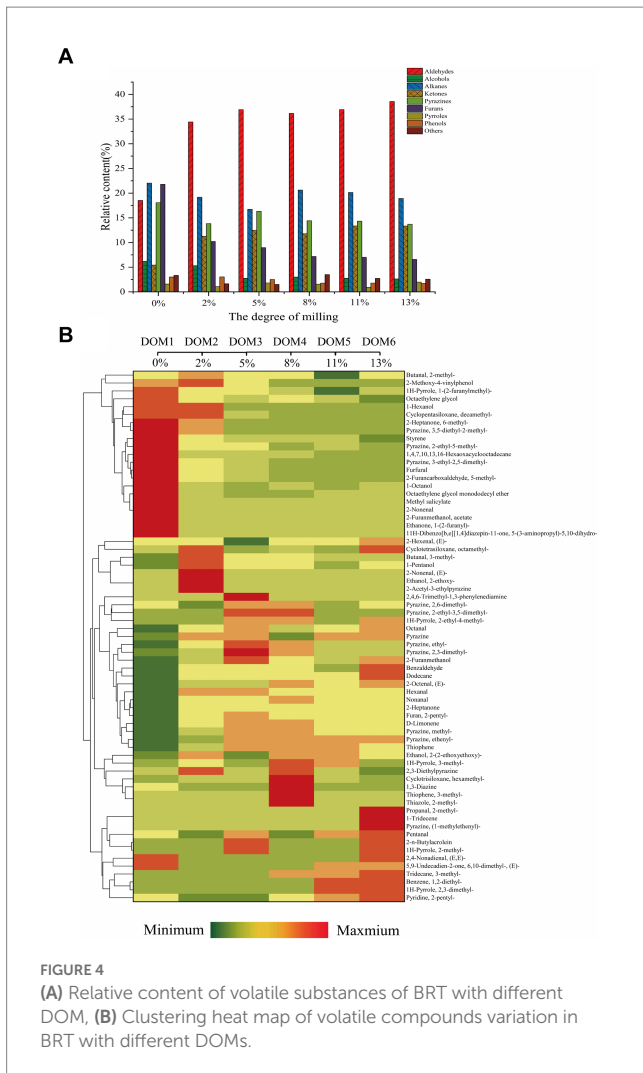 A
Aldehydes
Alcohols
Alkanes
Ketones
Pyrazines
Furans
Pyrroles
Phenols
Others
Relative content(%)
40
35
30
25
20
15
10
5
0
0% 2% 5% 8% 11% 13%
The degree of milling
B
DOM1 DOM2 DOM3 DOM4 DOM5 DOM6
0% 2% 5% 8% 11% 13%
Butanal, 2-methyl-
2-Methoxy-4-vinylphenol
1H-Pyrrole, 1-(2-furanylmethyl)-
Octaethylene glycol
1-Hexanol
Cyclopentasiloxane, decamethyl-
2-Heptanone, 6-methyl-
Pyrazine, 3,5-diethyl-2-methyl-
Styrene
Pyrazine, 2-ethyl-5-methyl-
1,4,7,10,13,16-Hexaoxacyclooctadecane
Pyrazine, 3-ethyl-2,5-dimethyl-
Furfural
2-Furancarboxaldehyde, 5-methyl-
1-Octanol
Octaethylene glycol monododecyl ether
Methyl salicylate
2-Nonenal
2-Furanmethanol, acetate
Ethanone, 1-(2-furanyl)-
11H-Dibenzo[b,e][1,4]diazepin-11-one, 5-(3-aminopropyl)-5,10-dihydro-
2-Hexenal, (E)-
Cyclotetrasiloxane, octamethyl-
Butanal, 3-methyl-
1-Pentanol
2-Nonenal, (E)-
Ethanol, 2-ethoxy-
2-Acetyl-3-ethylpyrazine
2,4,6-Trimethyl-1,3-phenylenediamine
Pyrazine, 2,6-dimethyl-
Pyrazine, 2-ethyl-3,5-dimethyl-
1H-Pyrrole, 2-ethyl-4-methyl-
Octanal
Pyrazine
Pyrazine, ethyl-
Pyrazine, 2,3-dimethyl-
2-Furanmethanol
Benzaldehyde
Dodecane
2-Octenal, (E)-
Hexanal
Nonanal
2-Heptanone
Furan, 2-pentyl-
D-Limonene
Pyrazine, methyl-
Pyrazine, ethenyl-
Thiophene
Ethanol, 2-(2-ethoxyethoxy)-
1H-Pyrrole, 3-methyl-
2,3-Diethylpyrazine
Cyclotrisiloxane, hexamethyl-
1,3-Diazine
Thiophene, 3-methyl-
Thiazole, 2-methyl-
Propanal, 2-methyl-
1-Tridecene
Pyrazine, (1-methylethenyl)-
Pentanal
2-n-Butylacrolein
1H-Pyrrole, 2-methyl-
2,4-Nonadienal, (E,E)-
5,9-Undecadien-2-one, 6,10-dimethyl-, (E)-
Tridecane, 3-methyl-
Benzene, 1,2-diethyl-
1H-Pyrrole, 2,3-dimethyl-
Pyridine, 2-pentyl-
Minimum Maxmium
FIGURE 4
(A) Relative content of volatile substances of BRT with different
DOM, (B) Clustering heat map of volatile compounds variation in
BRT with different DOMs.